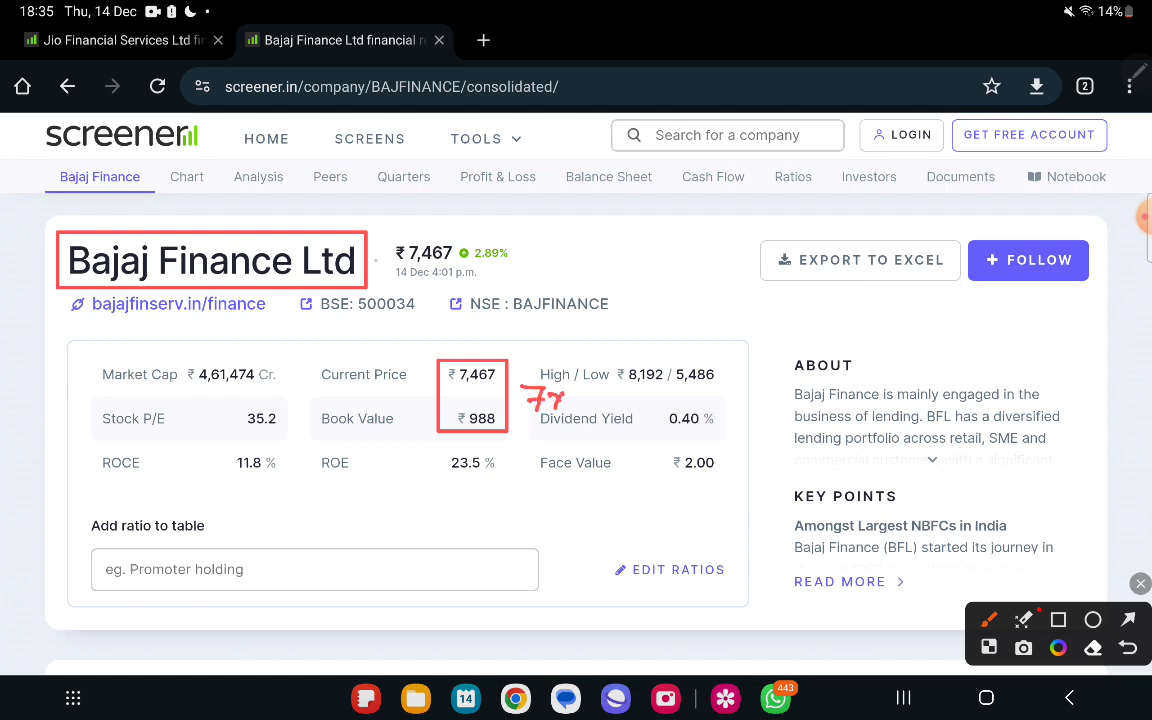 18:35 Thu, 14 Dec
14%
Jio Financial Services Ltd fir
Bajaj Finance Ltd financial r
screener.in/company/BAJFINANCE/consolidated/
2
screener
HOME
SCREENS
TOOLS
Search for a company
LOGIN
GET FREE ACCOUNT
Bajaj Finance
Chart
Analysis
Peers
Quarters
Profit & Loss
Balance Sheet
Cash Flow
Ratios
Investors
Documents
Notebook
Bajaj Finance Ltd
₹ 7,467 2.89%
14 Dec 4:01 p.m.
EXPORT TO EXCEL
+ FOLLOW
bajajfinserv.in/finance
BSE: 500034
NSE : BAJFINANCE
Market Cap ₹ 4,61,474 Cr.
Current Price ₹ 7,467
High / Low ₹ 8,192 / 5,486
7x
Stock P/E 35.2
Book Value ₹ 988
Dividend Yield 0.40 %
ROCE 11.8 %
ROE 23.5 %
Face Value ₹ 2.00
Add ratio to table
eg. Promoter holding
EDIT RATIOS
ABOUT
Bajaj Finance is mainly engaged in the
business of lending. BFL has a diversified
lending portfolio across retail, SME and
commercial customers with a significant
KEY POINTS
Amongst Largest NBFCs in India
Bajaj Finance (BFL) started its journey in
READ MORE
14
443